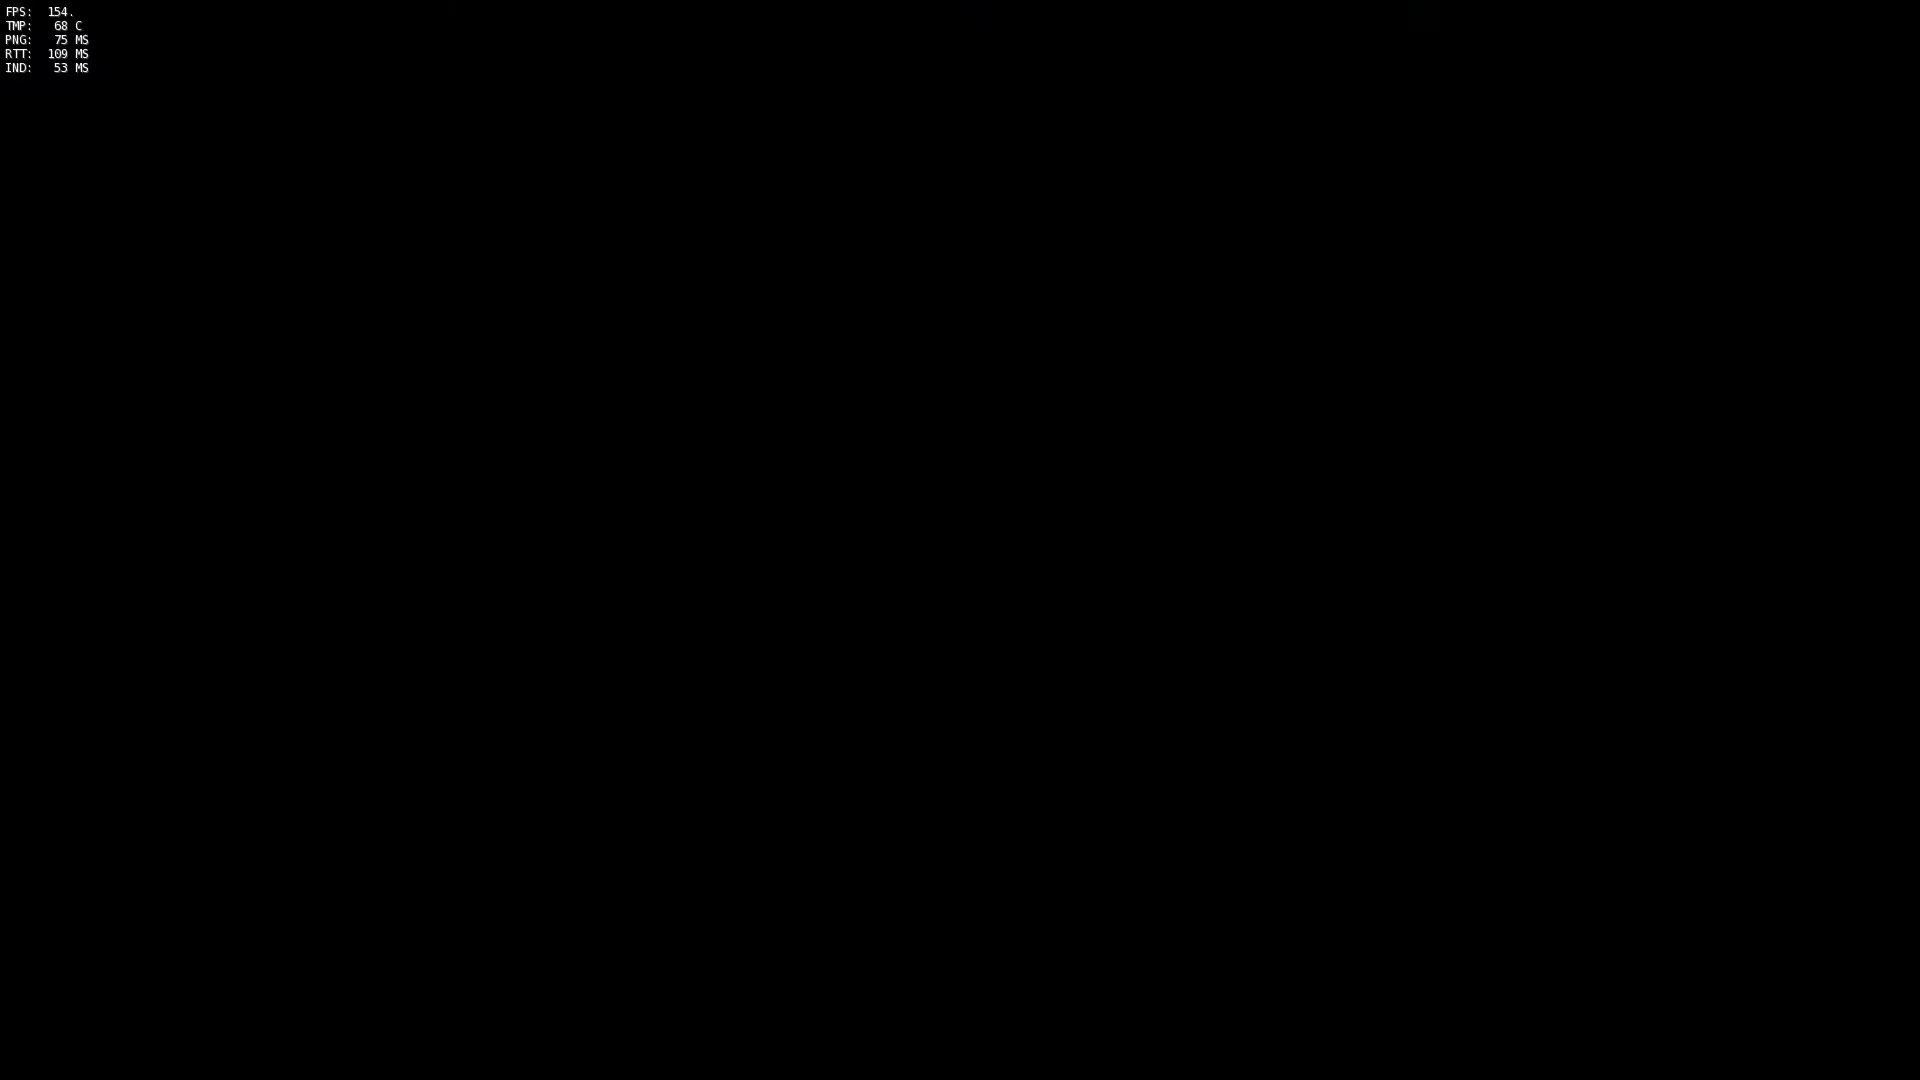 FPS: 154.
TMP: 68 C
PNG: 75 MS
RTT: 109 MS
IND: 53 MS